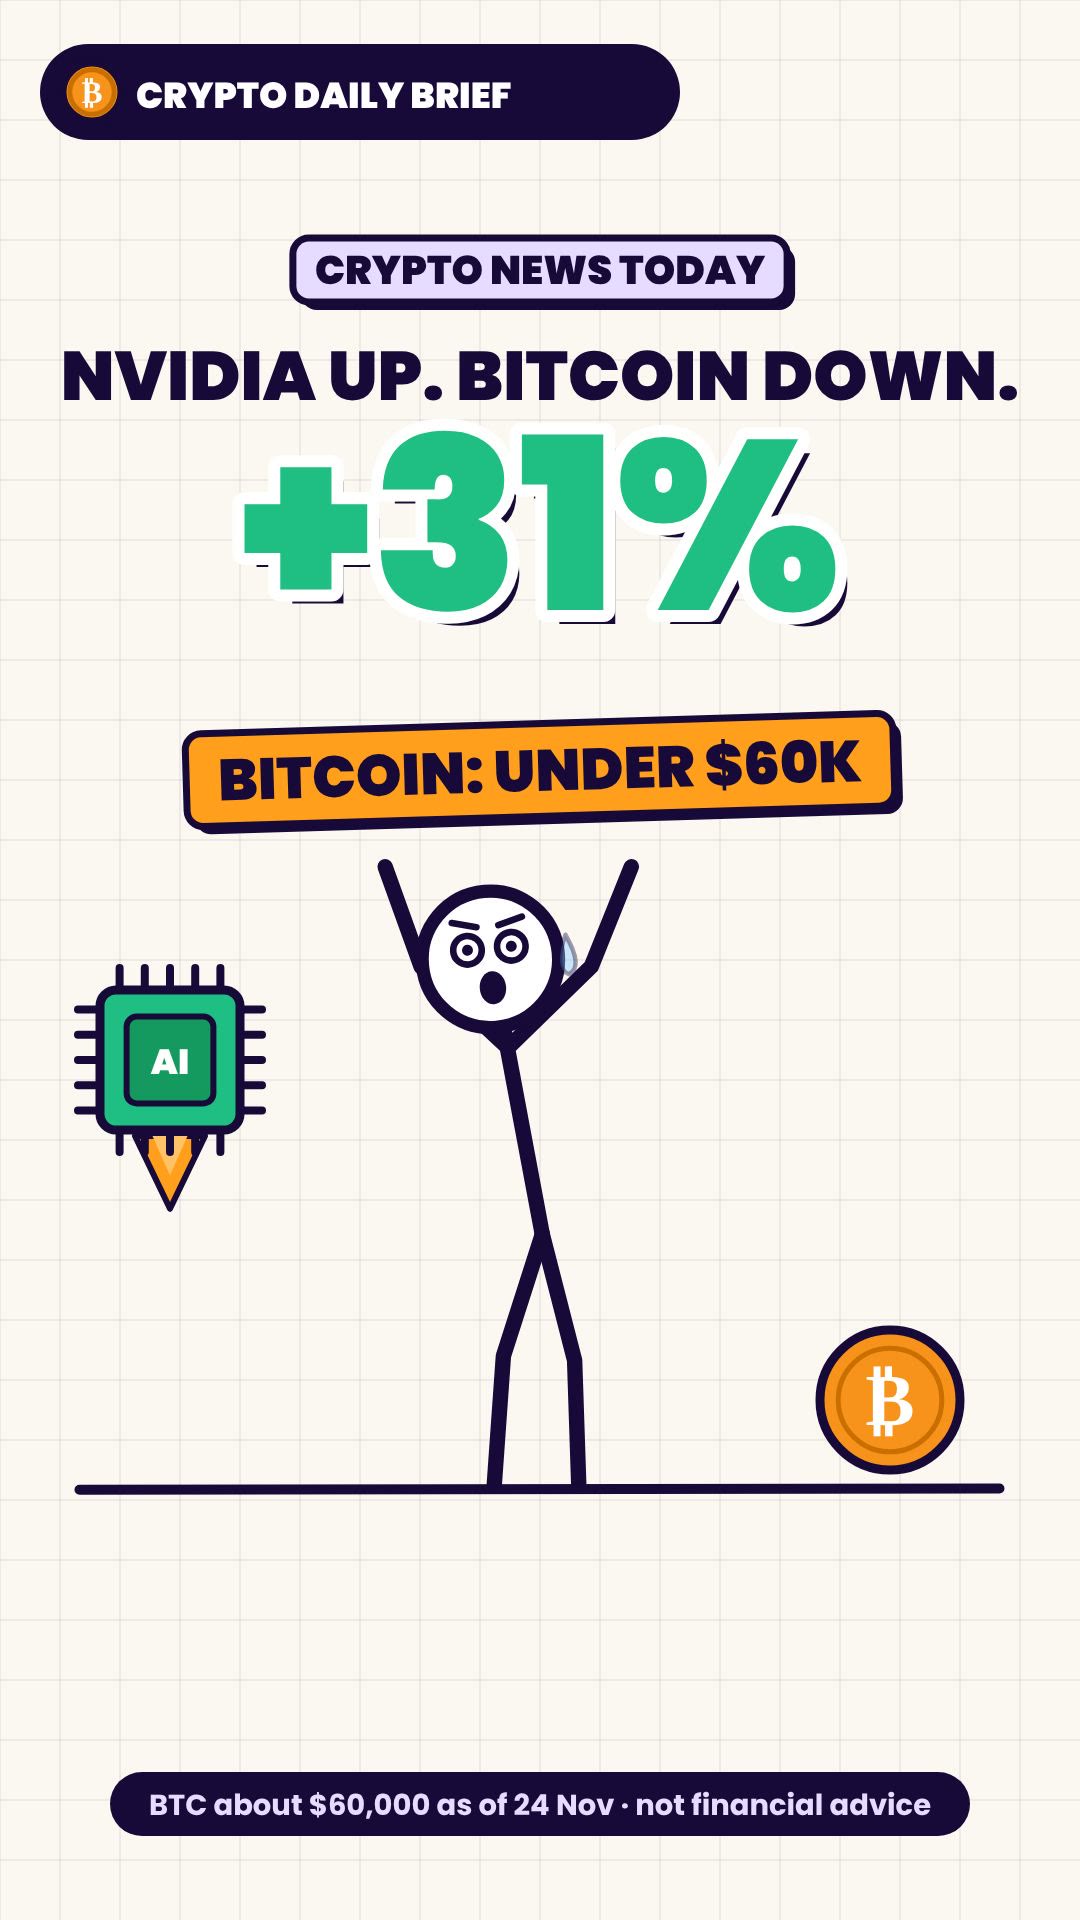 CRYPTO DAILY BRIEF
CRYPTO NEWS TODAY
NVIDIA UP. BITCOIN DOWN.
+31%
BITCOIN: UNDER $60K
AI
BTC about $60,000 as of 24 Nov · not financial advice